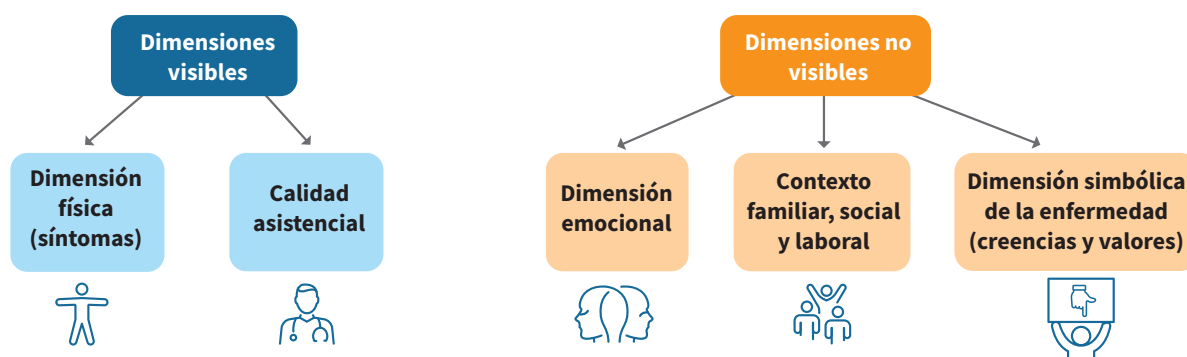 Dimensiones
visibles
Dimensiones no
visibles
Dimensión
física
(síntomas)
Calidad
asistencial
Dimensión
emocional
Contexto
familiar, social
y laboral
Dimensión simbólica
de la enfermedad
(creencias y valores)